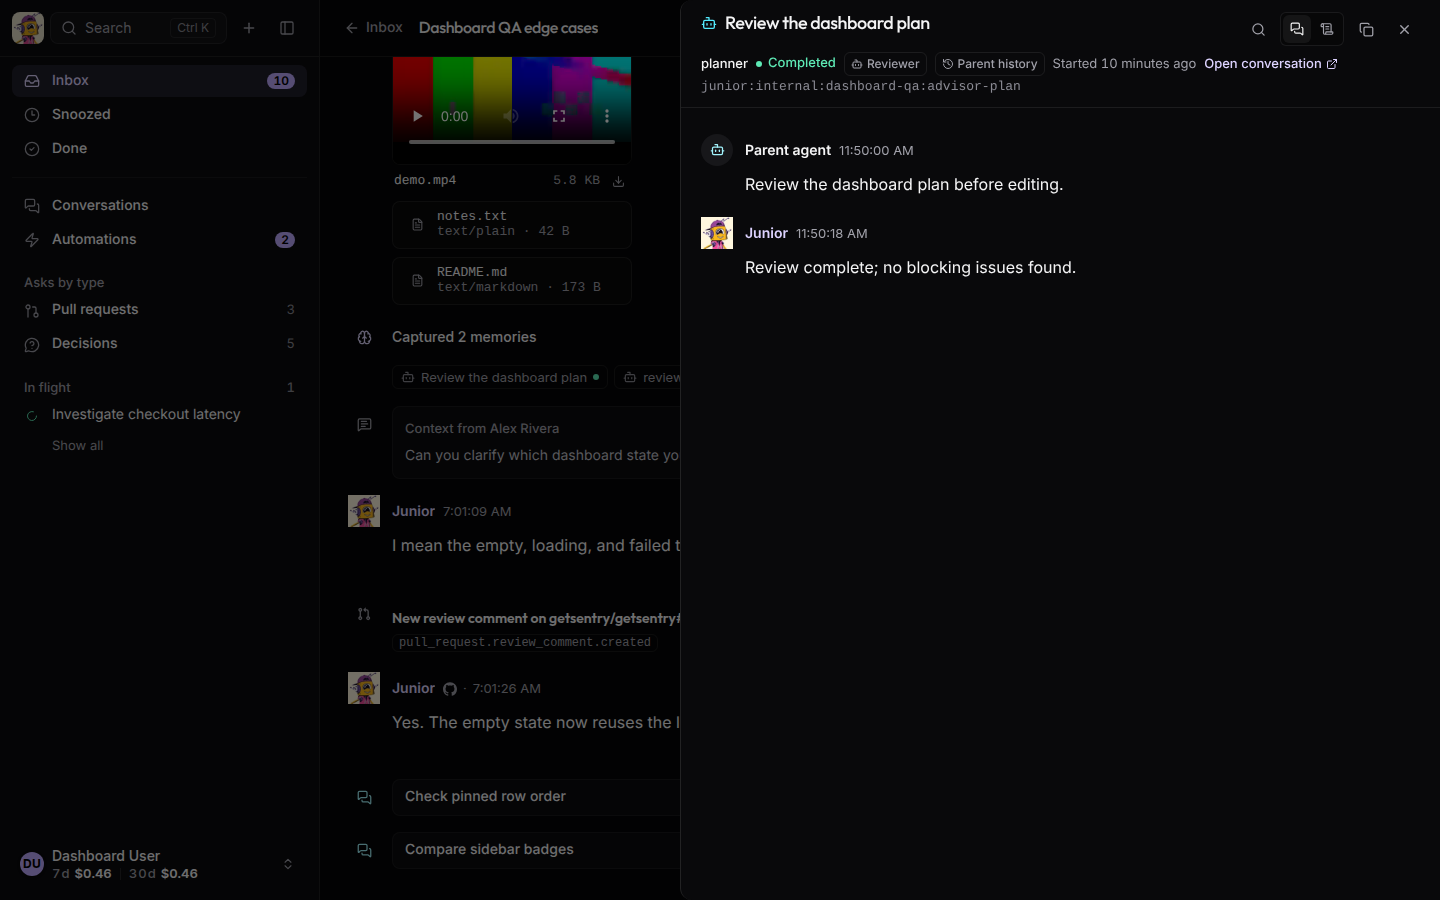 Search
Ctrl K
Inbox
10
Snoozed
Done
Conversations
Automations
2
Asks by type
Pull requests
3
Decisions
5
In flight
1
Investigate checkout latency
Show all
DU
Dashboard User
7d $0.46 | 30d $0.46
Inbox
Dashboard QA edge cases
0:00
demo.mp4
5.8 KB
notes.txt
text/plain · 42 B
README.md
text/markdown · 173 B
Captured 2 memories
Review the dashboard plan
review
Context from Alex Rivera
Can you clarify which dashboard state yo
Junior 7:01:09 AM
I mean the empty, loading, and failed t
New review comment on getsentry/getsentry#
pull_request.review_comment.created
Junior · 7:01:26 AM
Yes. The empty state now reuses the l
Check pinned row order
Compare sidebar badges
Review the dashboard plan
planner Completed Reviewer Parent history Started 10 minutes ago Open conversation
junior:internal:dashboard-qa:advisor-plan
Parent agent 11:50:00 AM
Review the dashboard plan before editing.
Junior 11:50:18 AM
Review complete; no blocking issues found.